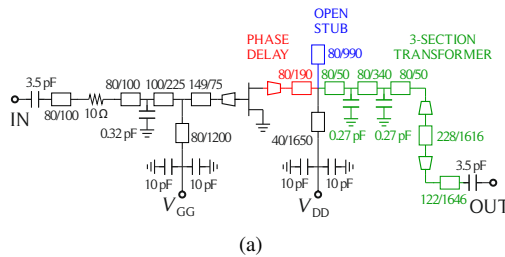 OPEN
STUB
PHASE
DELAY
80/990
3-SECTION
TRANSFORMER
3.5 pF
80/100
100/225
149/75
80/190
80/50
80/340
80/50
IN
80/100
10 Ω
0.32 pF
0.27 pF
0.27 pF
80/1200
40/1650
228/1616
10 pF
10 pF
10 pF
10 pF
3.5 pF
V GG
V DD
122/1646
OUT
(a)